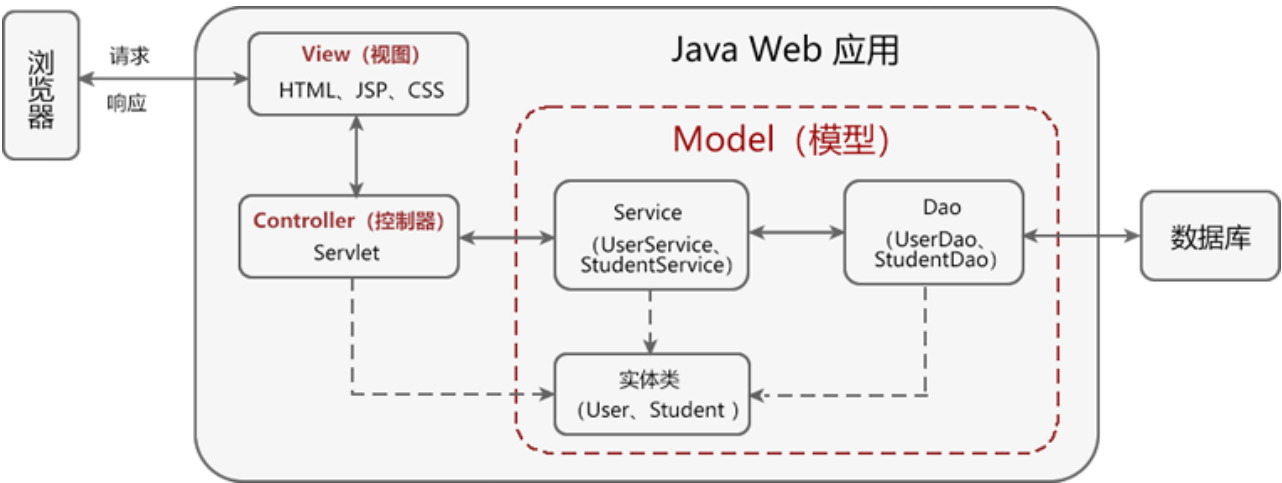 浏览器
请求
响应
Java Web 应用
View（视图）
HTML、JSP、CSS
Model（模型）
Controller（控制器）
Servlet
Service
（UserService、
StudentService）
Dao
（UserDao、
StudentDao）
数据库
实体类
（User、Student ）